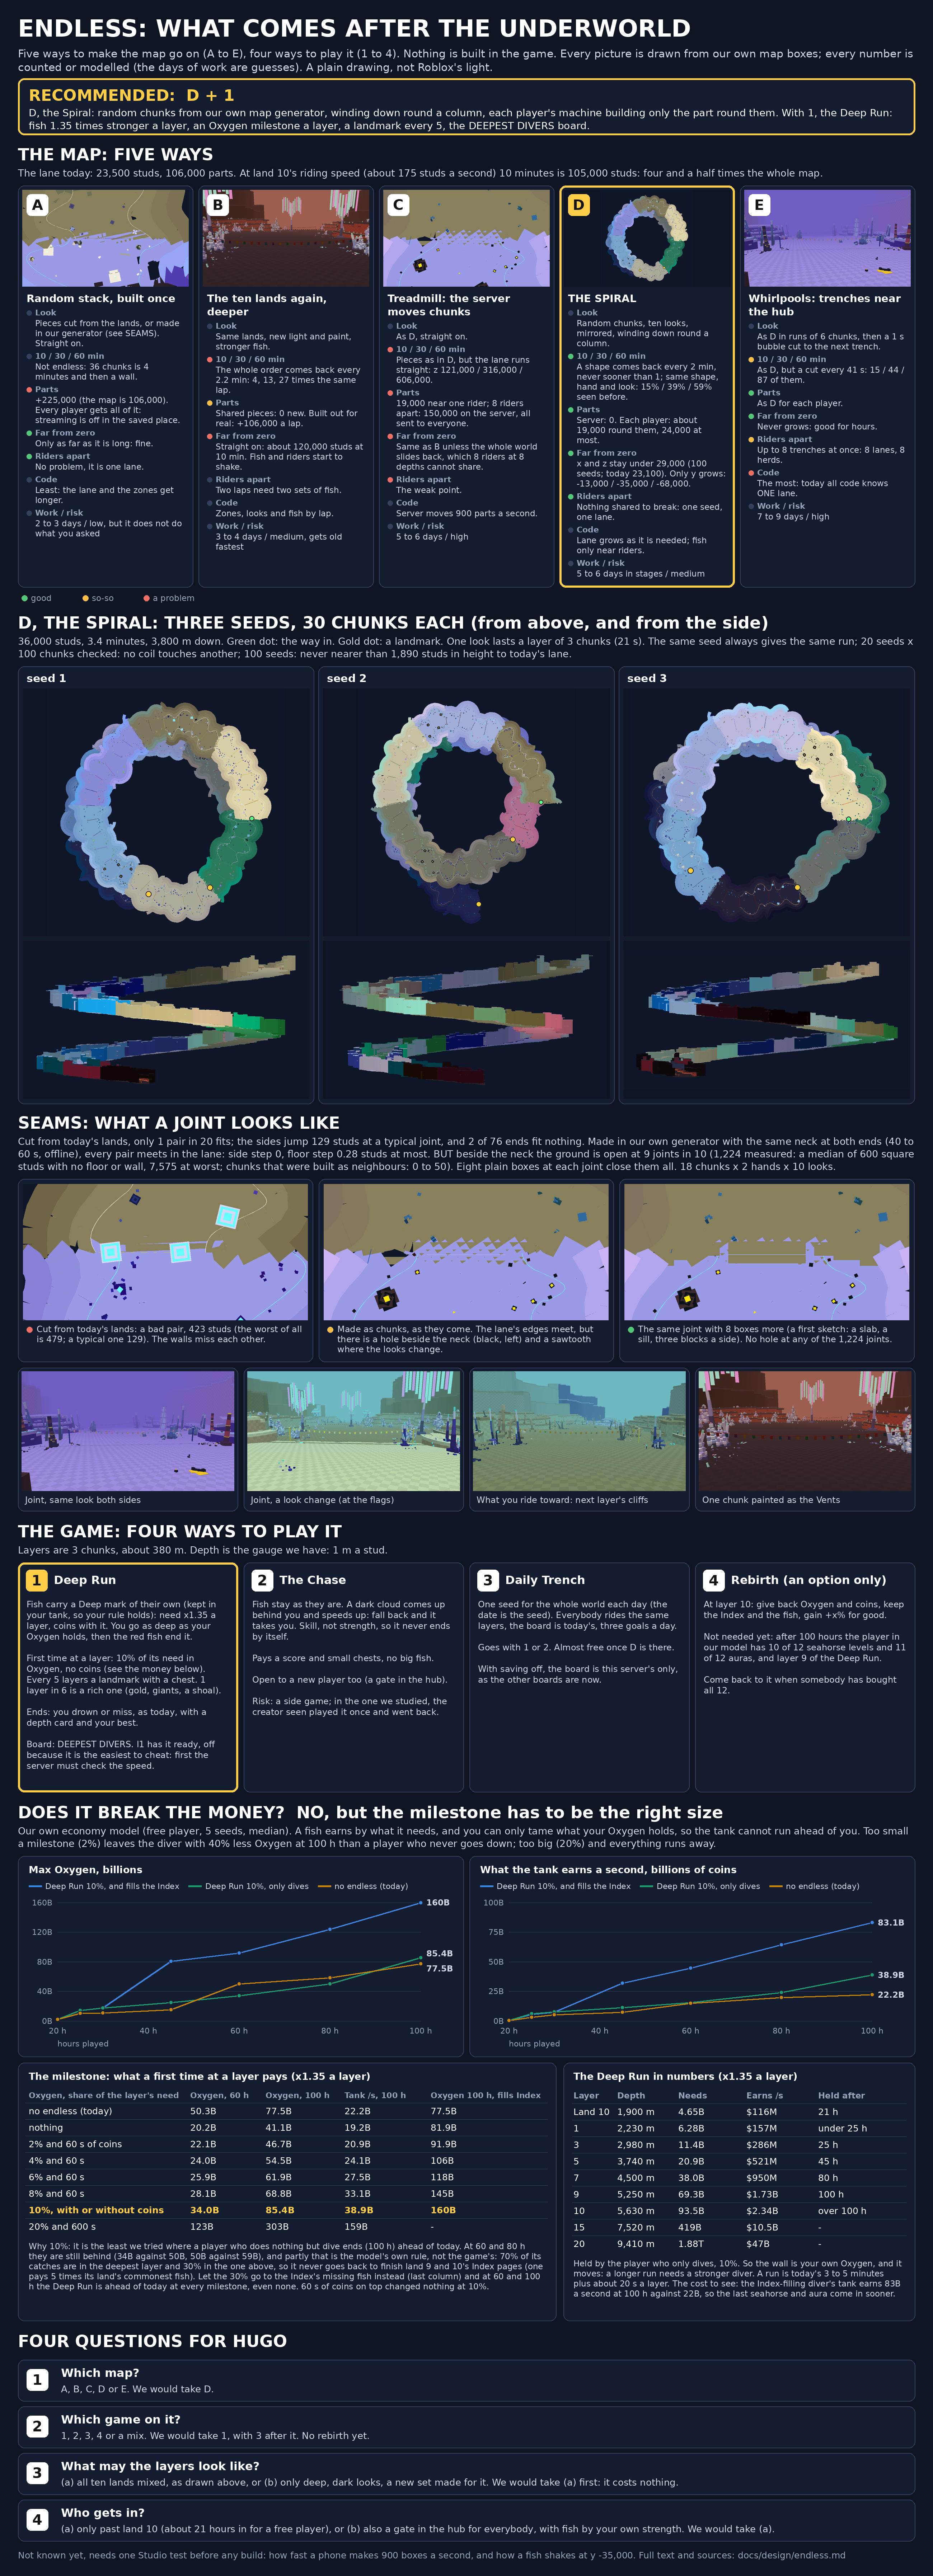 ENDLESS: WHAT COMES AFTER THE UNDERWORLD
Five ways to make the map go on (A to E), four ways to play it (1 to 4). Nothing is built in the game. Every picture is drawn from our own map boxes; every number is
counted or modelled (the days of work are guesses). A plain drawing, not Roblox's light.
RECOMMENDED: D + 1
D, the Spiral: random chunks from our own map generator, winding down round a column, each player's machine building only the part round them. With 1, the Deep Run:
fish 1.35 times stronger a layer, an Oxygen milestone a layer, a landmark every 5, the DEEPEST DIVERS board.
THE MAP: FIVE WAYS
The lane today: 23,500 studs, 106,000 parts. At land 10's riding speed (about 175 studs a second) 10 minutes is 105,000 studs: four and a half times the whole map.
A
Random stack, built once
Look
Pieces cut from the lands, or made
in our generator (see SEAMS).
Straight on.
10 / 30 / 60 min
Not endless: 36 chunks is 4
minutes and then a wall.
Parts
+225,000 (the map is 106,000).
Every player gets all of it:
streaming is off in the saved place.
Far from zero
Only as far as it is long: fine.
Riders apart
No problem, it is one lane.
Code
Least: the lane and the zones get
longer.
Work / risk
2 to 3 days / low, but it does not do
what you asked
B
The ten lands again,
deeper
Look
Same lands, new light and paint,
stronger fish.
10 / 30 / 60 min
The whole order comes back every
2.2 min: 4, 13, 27 times the same
lap.
Parts
Shared pieces: 0 new. Built out for
real: +106,000 a lap.
Far from zero
Straight on: about 120,000 studs at
10 min. Fish and riders start to
shake.
Riders apart
Two laps need two sets of fish.
Code
Zones, looks and fish by lap.
Work / risk
3 to 4 days / medium, gets old
fastest
C
Treadmill: the server
moves chunks
Look
As D, straight on.
10 / 30 / 60 min
Pieces as in D, but the lane runs
straight: z 121,000 / 316,000 /
606,000.
Parts
19,000 near one rider; 8 riders
apart: 150,000 on the server, all
sent to everyone.
Far from zero
Same as B unless the whole world
slides back, which 8 riders at 8
depths cannot share.
Riders apart
The weak point.
Code
Server moves 900 parts a second.
Work / risk
5 to 6 days / high
D
THE SPIRAL
Look
Random chunks, ten looks,
mirrored, winding down round a
column.
10 / 30 / 60 min
A shape comes back every 2 min,
never sooner than 1; same shape,
hand and look: 15% / 39% / 59%
seen before.
Parts
Server: 0. Each player: about
19,000 round them, 24,000 at
most.
Far from zero
x and z stay under 29,000 (100
seeds; today 23,100). Only y grows:
-13,000 / -35,000 / -68,000.
Riders apart
Nothing shared to break: one seed,
one lane.
Code
Lane grows as it is needed; fish
only near riders.
Work / risk
5 to 6 days in stages / medium
E
Whirlpools: trenches near
the hub
Look
As D in runs of 6 chunks, then a 1 s
bubble cut to the next trench.
10 / 30 / 60 min
As D, but a cut every 41 s: 15 / 44 /
87 of them.
Parts
As D for each player.
Far from zero
Never grows: good for hours.
Riders apart
Up to 8 trenches at once: 8 lanes, 8
herds.
Code
The most: today all code knows
ONE lane.
Work / risk
7 to 9 days / high
good
so-so
a problem
D, THE SPIRAL: THREE SEEDS, 30 CHUNKS EACH (from above, and from the side)
36,000 studs, 3.4 minutes, 3,800 m down. Green dot: the way in. Gold dot: a landmark. One look lasts a layer of 3 chunks (21 s). The same seed always gives the same run; 20 seeds x
100 chunks checked: no coil touches another; 100 seeds: never nearer than 1,890 studs in height to today's lane.
seed 1
seed 2
seed 3
SEAMS: WHAT A JOINT LOOKS LIKE
Cut from today's lands, only 1 pair in 20 fits; the sides jump 129 studs at a typical joint, and 2 of 76 ends fit nothing. Made in our own generator with the same neck at both ends (40 to
60 s, offline), every pair meets in the lane: side step 0, floor step 0.28 studs at most. BUT beside the neck the ground is open at 9 joints in 10 (1,224 measured: a median of 600 square
studs with no floor or wall, 7,575 at worst; chunks that were built as neighbours: 0 to 50). Eight plain boxes at each joint close them all. 18 chunks x 2 hands x 10 looks.
Cut from today's lands: a bad pair, 423 studs (the worst of all
is 479; a typical one 129). The walls miss each other.
Made as chunks, as they come. The lane's edges meet, but
there is a hole beside the neck (black, left) and a sawtooth
where the looks change.
The same joint with 8 boxes more (a first sketch: a slab, a
sill, three blocks a side). No hole at any of the 1,224 joints.
Joint, same look both sides
Joint, a look change (at the flags)
What you ride toward: next layer's cliffs
One chunk painted as the Vents
THE GAME: FOUR WAYS TO PLAY IT
Layers are 3 chunks, about 380 m. Depth is the gauge we have: 1 m a stud.
1 Deep Run
Fish carry a Deep mark of their own (kept in
your tank, so your rule holds): need x1.35 a
layer, coins with it. You go as deep as your
Oxygen holds, then the red fish end it.
First time at a layer: 10% of its need in
Oxygen, no coins (see the money below).
Every 5 layers a landmark with a chest. 1
layer in 6 is a rich one (gold, giants, a shoal).
Ends: you drown or miss, as today, with a
depth card and your best.
Board: DEEPEST DIVERS. I1 has it ready, off
because it is the easiest to cheat: first the
server must check the speed.
2 The Chase
Fish stay as they are. A dark cloud comes up
behind you and speeds up: fall back and it
takes you. Skill, not strength, so it never ends
by itself.
Pays a score and small chests, no big fish.
Open to a new player too (a gate in the hub).
Risk: a side game; in the one we studied, the
creator seen played it once and went back.
3 Daily Trench
One seed for the whole world each day (the
date is the seed). Everybody rides the same
layers, the board is today's, three goals a day.
Goes with 1 or 2. Almost free once D is there.
With saving off, the board is this server's only,
as the other boards are now.
4 Rebirth (an option only)
At layer 10: give back Oxygen and coins, keep
the Index and the fish, gain +x% for good.
Not needed yet: after 100 hours the player in
our model has 10 of 12 seahorse levels and 11
of 12 auras, and layer 9 of the Deep Run.
Come back to it when somebody has bought
all 12.
DOES IT BREAK THE MONEY? NO, but the milestone has to be the right size
Our own economy model (free player, 5 seeds, median). A fish earns by what it needs, and you can only tame what your Oxygen holds, so the tank cannot run ahead of you. Too small
a milestone (2%) leaves the diver with 40% less Oxygen at 100 h than a player who never goes down; too big (20%) and everything runs away.
Max Oxygen, billions
Deep Run 10%, and fills the Index
Deep Run 10%, only dives
no endless (today)
160B
120B
80B
40B
0B
160B
85.4B
77.5B
20 h 40 h 60 h 80 h 100 h
hours played
What the tank earns a second, billions of coins
Deep Run 10%, and fills the Index
Deep Run 10%, only dives
no endless (today)
100B
75B
50B
25B
0B
83.1B
38.9B
22.2B
20 h 40 h 60 h 80 h 100 h
hours played
The milestone: what a first time at a layer pays (x1.35 a layer)
Oxygen, share of the layer's need Oxygen, 60 h Oxygen, 100 h Tank /s, 100 h Oxygen 100 h, fills Index
no endless (today) 50.3B 77.5B 22.2B 77.5B
nothing 20.2B 41.1B 19.2B 81.9B
2% and 60 s of coins 22.1B 46.7B 20.9B 91.9B
4% and 60 s 24.0B 54.5B 24.1B 106B
6% and 60 s 25.9B 61.9B 27.5B 118B
8% and 60 s 28.1B 68.8B 33.1B 145B
10%, with or without coins 34.0B 85.4B 38.9B 160B
20% and 600 s 123B 303B 159B -
Why 10%: it is the least we tried where a player who does nothing but dive ends (100 h) ahead of today. At 60 and 80 h
they are still behind (34B against 50B, 50B against 59B), and partly that is the model's own rule, not the game's: 70% of its
catches are in the deepest layer and 30% in the one above, so it never goes back to finish land 9 and 10's Index pages (one
pays 5 times its land's commonest fish). Let the 30% go to the Index's missing fish instead (last column) and at 60 and 100
h the Deep Run is ahead of today at every milestone, even none. 60 s of coins on top changed nothing at 10%.
The Deep Run in numbers (x1.35 a layer)
Layer Depth Needs Earns /s Held after
Land 10 1,900 m 4.65B $116M 21 h
1 2,230 m 6.28B $157M under 25 h
3 2,980 m 11.4B $286M 25 h
5 3,740 m 20.9B $521M 45 h
7 4,500 m 38.0B $950M 80 h
9 5,250 m 69.3B $1.73B 100 h
10 5,630 m 93.5B $2.34B over 100 h
15 7,520 m 419B $10.5B -
20 9,410 m 1.88T $47B -
Held by the player who only dives, 10%. So the wall is your own Oxygen, and it
moves: a longer run needs a stronger diver. A run is today's 3 to 5 minutes
plus about 20 s a layer. The cost to see: the Index-filling diver's tank earns 83B
a second at 100 h against 22B, so the last seahorse and aura come in sooner.
FOUR QUESTIONS FOR HUGO
1 Which map?
A, B, C, D or E. We would take D.
2 Which game on it?
1, 2, 3, 4 or a mix. We would take 1, with 3 after it. No rebirth yet.
3 What may the layers look like?
(a) all ten lands mixed, as drawn above, or (b) only deep, dark looks, a new set made for it. We would take (a) first: it costs nothing.
4 Who gets in?
(a) only past land 10 (about 21 hours in for a free player), or (b) also a gate in the hub for everybody, with fish by your own strength. We would take (a).
Not known yet, needs one Studio test before any build: how fast a phone makes 900 boxes a second, and how a fish shakes at y -35,000. Full text and sources: docs/design/endless.md